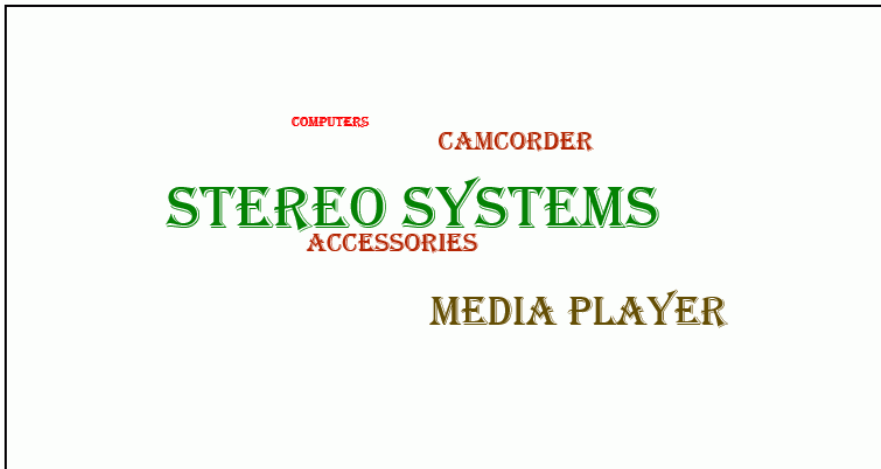 COMPUTERS
CAMCORDER
STEREO SYSTEMS
ACCESSORIES
MEDIA PLAYER